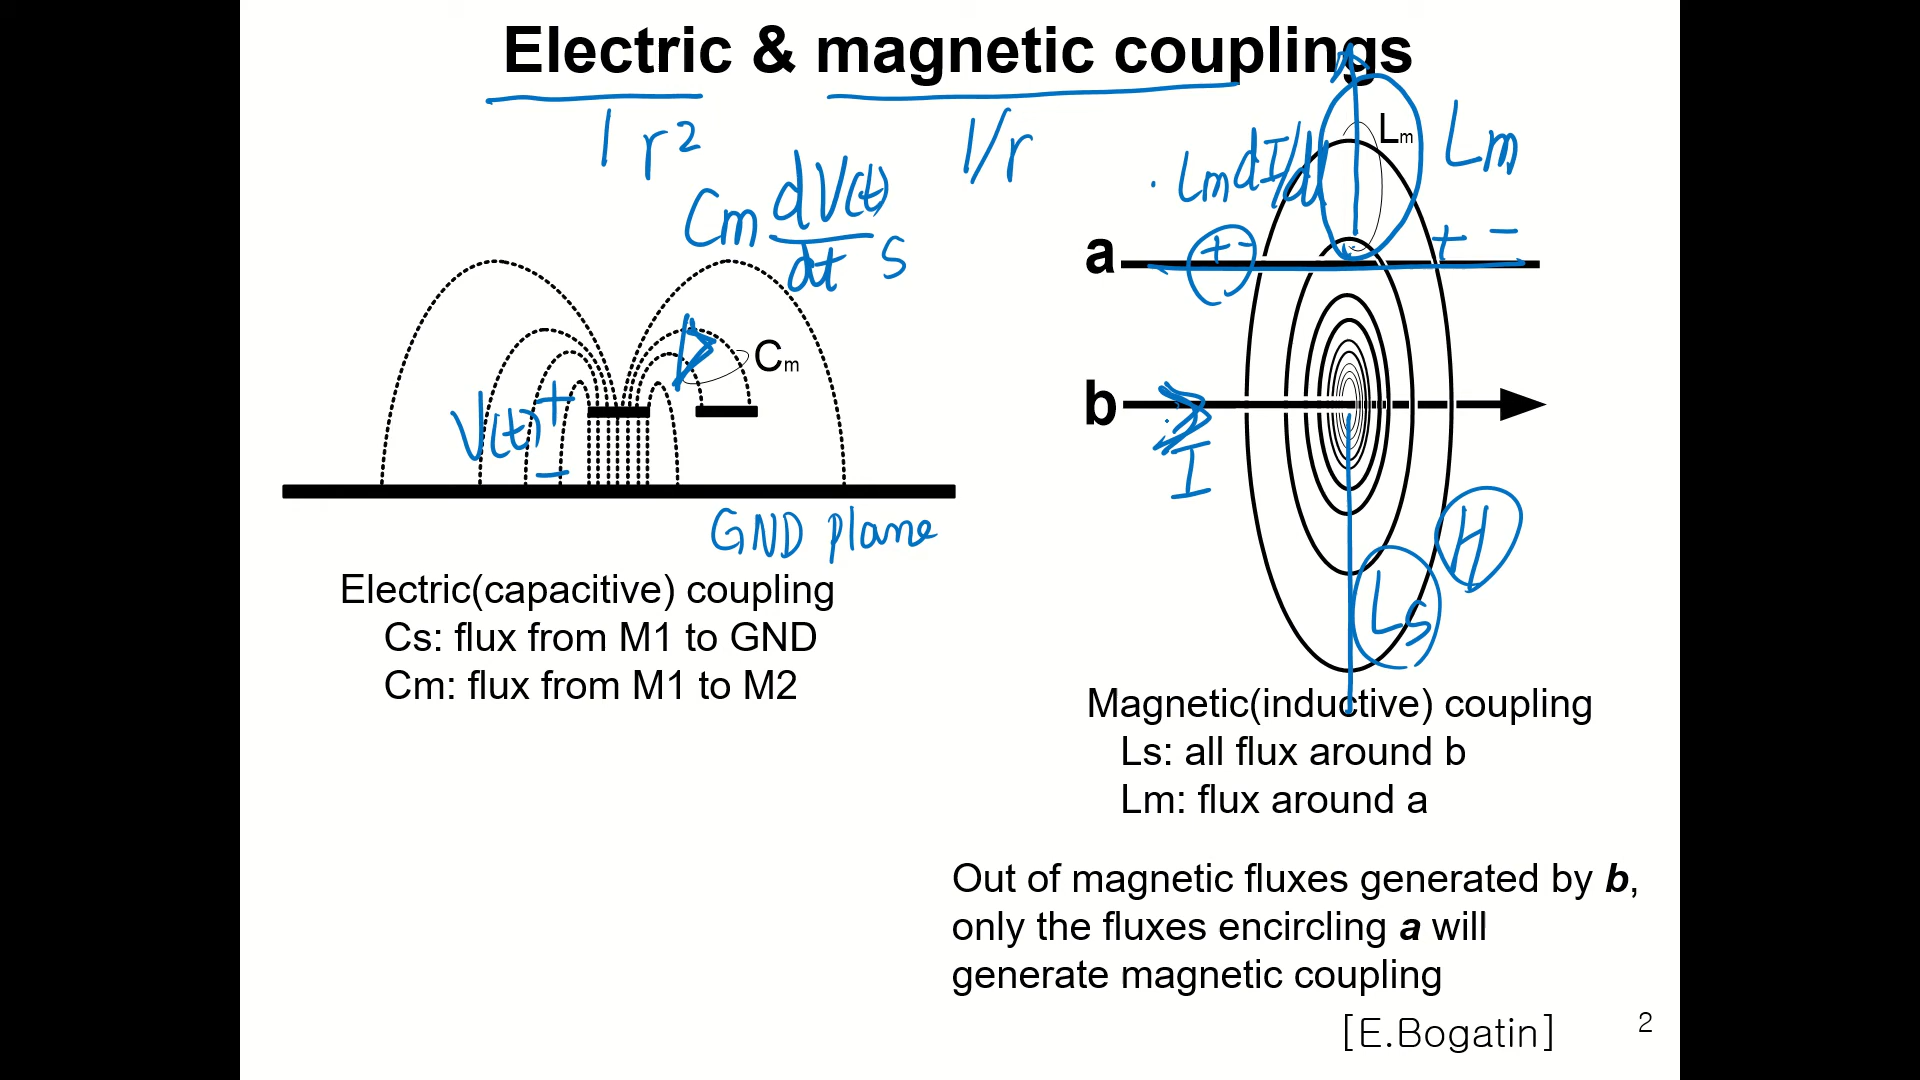 Electric & magnetic couplings
1 r²
1/r
Cm dV(t)
dt
S
. Lm dI/d
Lm
Lm
+ -
+ -
a
b
I
Cm
V(t) +
-
GND plane
H
Ls
Electric(capacitive) coupling
Cs: flux from M1 to GND
Cm: flux from M1 to M2
Magnetic(inductive) coupling
Ls: all flux around b
Lm: flux around a
Out of magnetic fluxes generated by b,
only the fluxes encircling a will
generate magnetic coupling
[E.Bogatin]
2